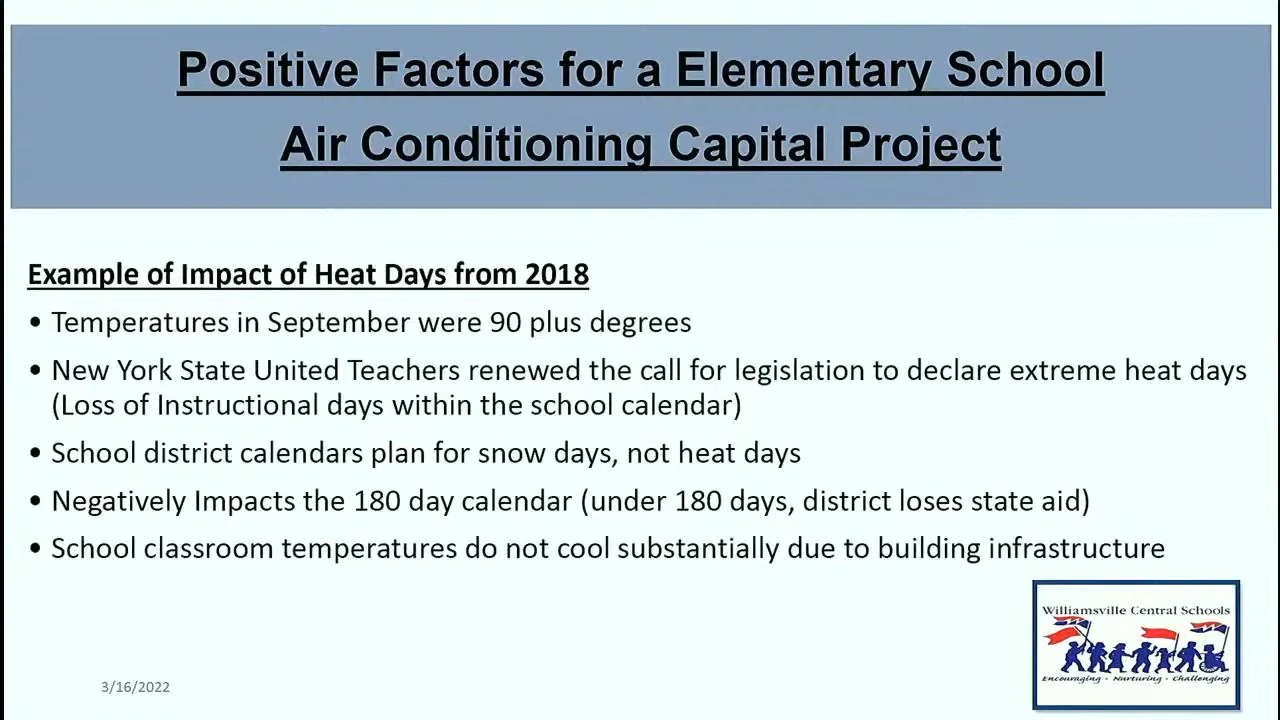 Positive Factors for a Elementary School
Air Conditioning Capital Project
Example of Impact of Heat Days from 2018
• Temperatures in September were 90 plus degrees
• New York State United Teachers renewed the call for legislation to declare extreme heat days
(Loss of Instructional days within the school calendar)
• School district calendars plan for snow days, not heat days
• Negatively Impacts the 180 day calendar (under 180 days, district loses state aid)
• School classroom temperatures do not cool substantially due to building infrastructure
Williamsville Central Schools
Encouraging - Nurturing - Challenging
3/16/2022